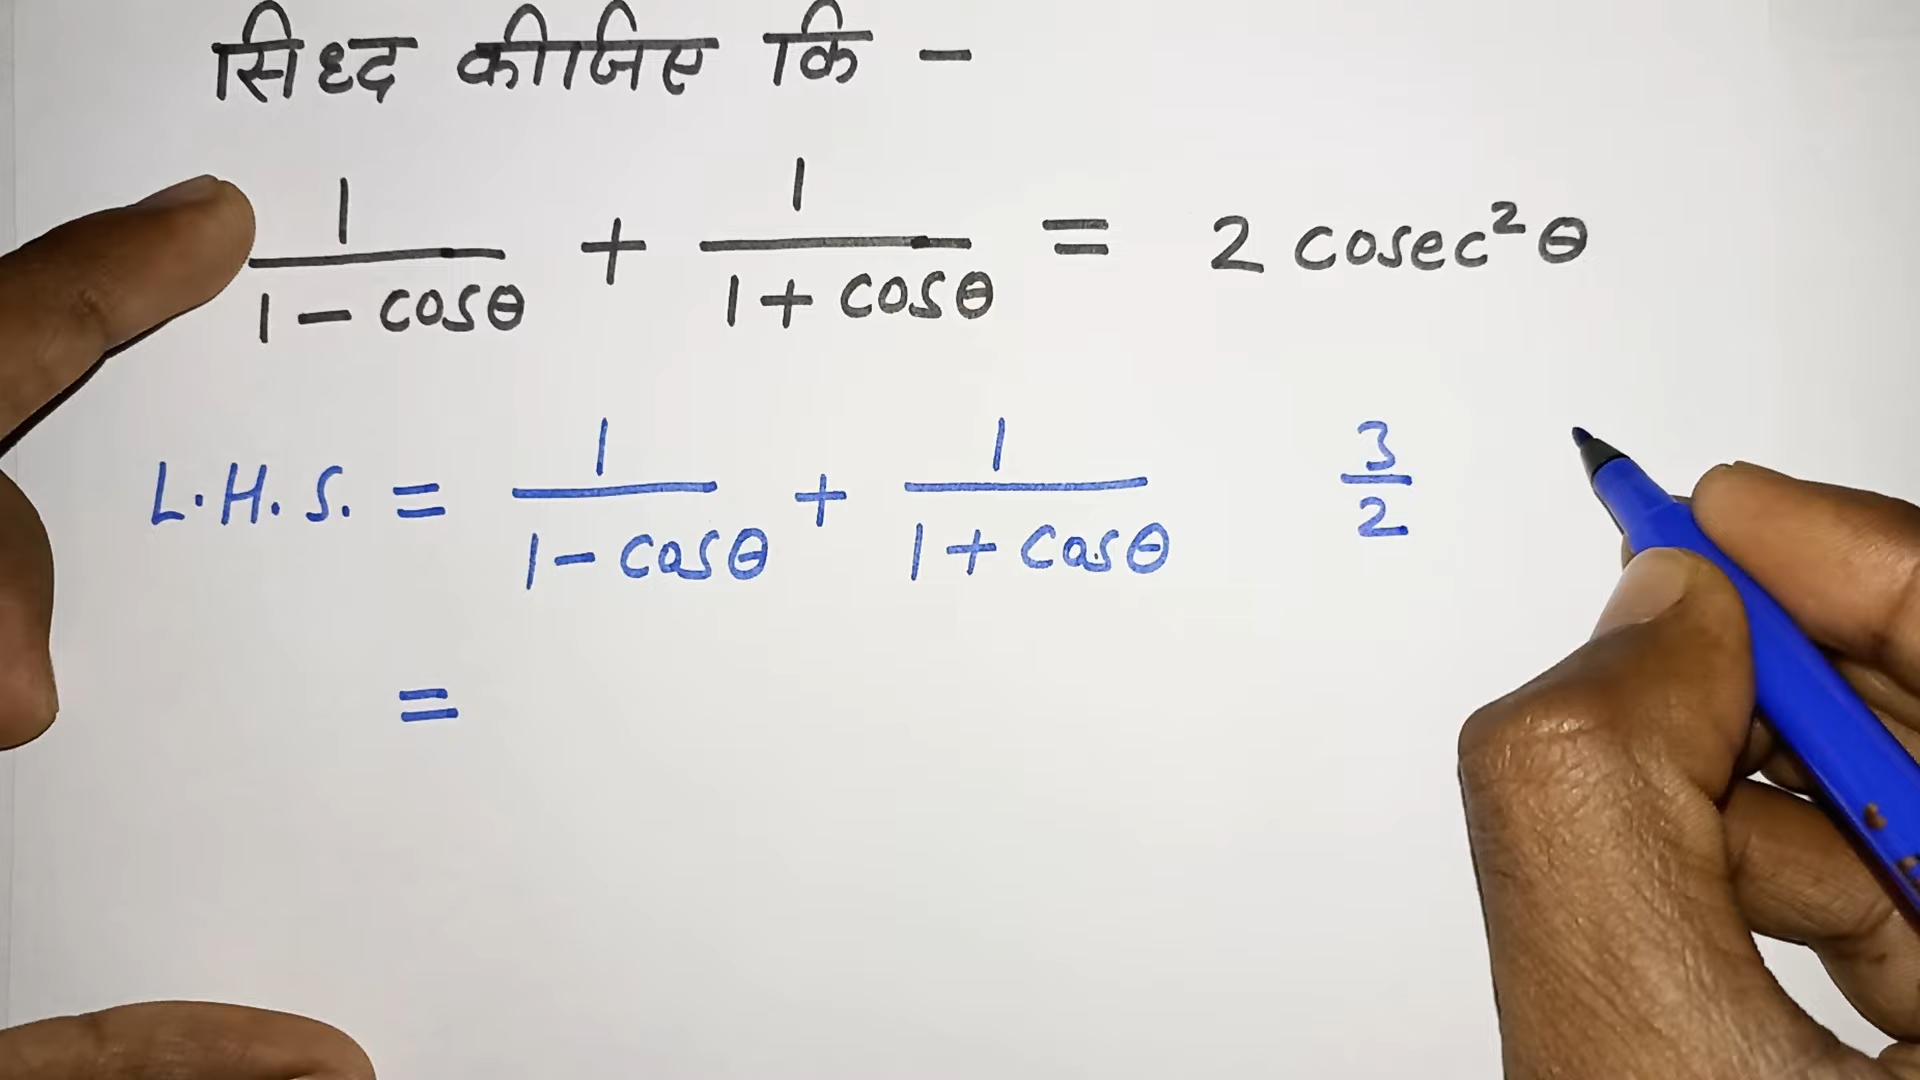 सिध्द कीजिए कि -
1/(1 - cosθ) + 1/(1 + cosθ) = 2 cosec²θ
L.H.S. = 1/(1 - cosθ) + 1/(1 + cosθ) 3/2
=